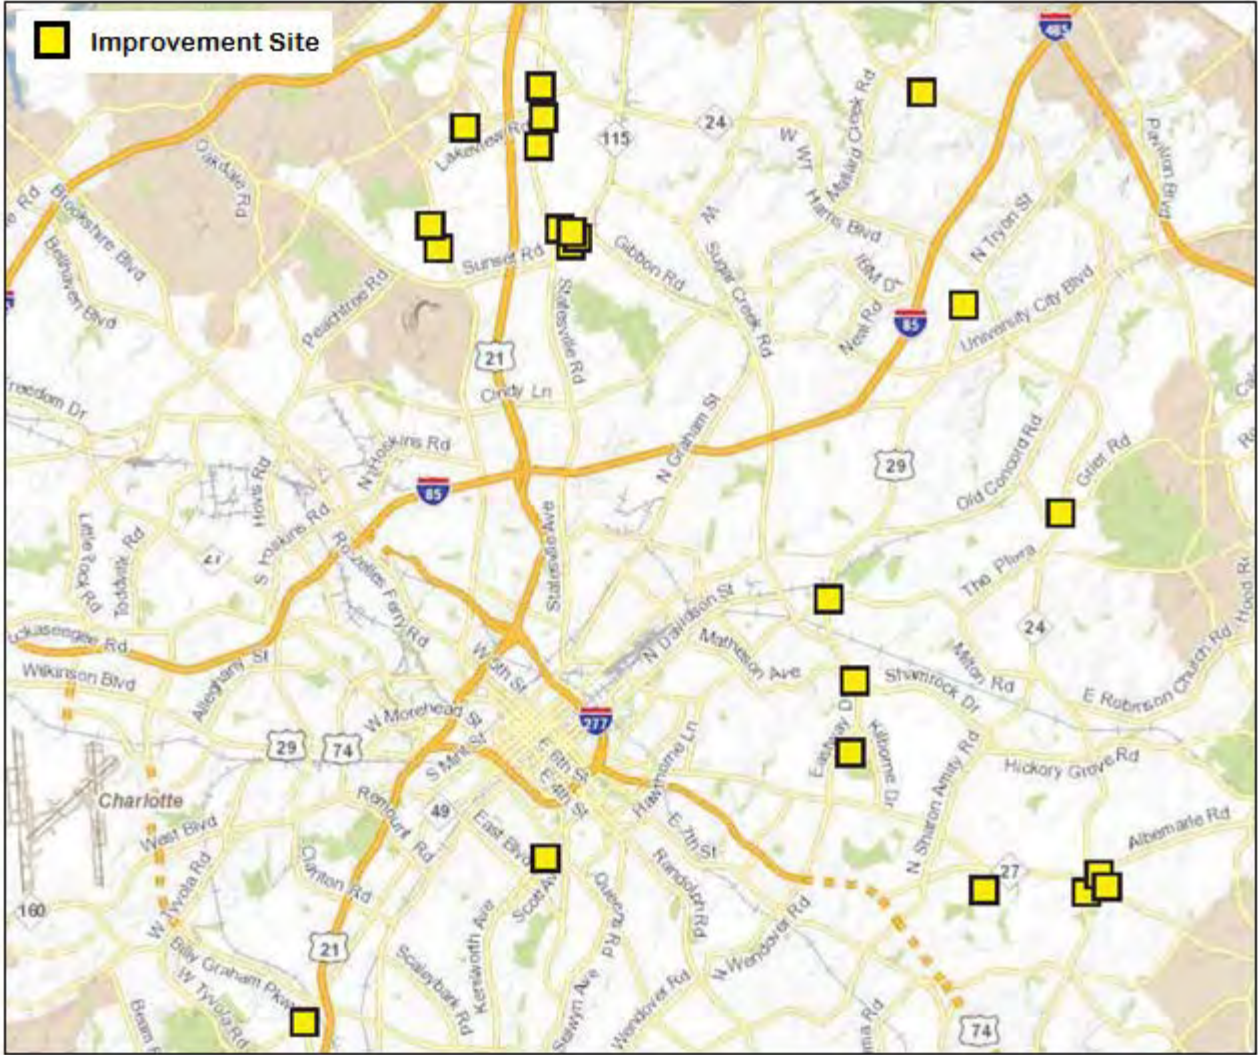 Improvement Site
485
Lakeview Rd
115
24
W WT
Harris Blvd
Mallard Creek Rd
Pavilion Blvd
Oakdale Rd
Brookshire Blvd
Bellhaven Blvd
Sunset Rd
Gibbon Rd
W
Sugar Creek Rd
N Tryon St
IBM D
Neal Rd
85
University City Blvd
Peachtree Rd
Statesville Rd
21
Cindy Ln
reedom Dr
N Hoskins Rd
N Graham St
29
Old Concord Rd
Grier Rd
85
Hovis Rd
S Hoskins Rd
Little Rock Rd
Toddville Rd
27
Rozelles Ferry Rd
Statesville Ave
The Plaza
24
Hood R
N Davidson St
Matheson Ave
Milton Rd
Shamrock Dr
E Robinson Church Rd
uckaseegee Rd
Wilkinson Blvd
Alleghany St
W 5th St
W Morehead St
S Mint St
277
29
74
E 6th St
E 4th St
Hawthorne Ln
Eastway D
Kilborne Dr
Hickory Grove Rd
N Sharon Amity Rd
Charlotte
West Blvd
Remount Rd
49
East Blvd
E 7th St
Randolph Rd
Albemarle Rd
27
Clanton Rd
W Tyvola Rd
160
Scott Av
Queens Rd
Kenilworth Ave
Scaleybark Rd
Selwyn Ave
Wendover Rd
N Wendover Rd
Billy Graham Pkw
W Tyvola Rd
21
Beam R
74